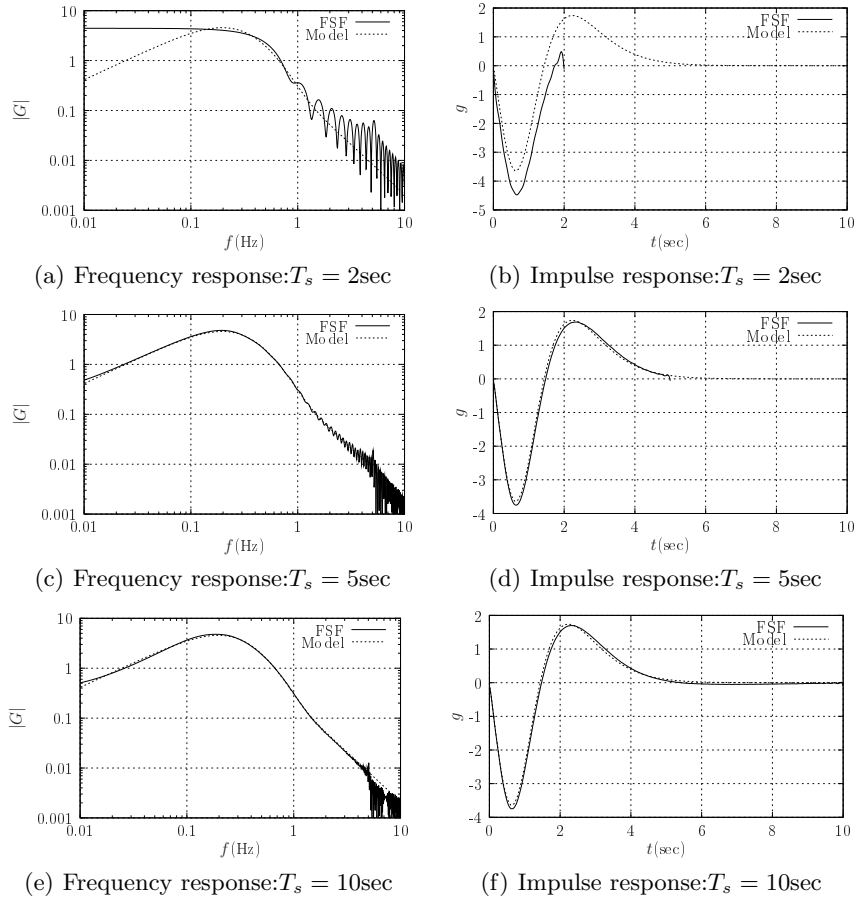 10
1
0.1
0.01
0.001
|G|
FSF
Model
0.01
0.1
1
10
f(Hz)
(a) Frequency response:T_s = 2sec
2
1
0
-1
-2
-3
-4
-5
g
FSF
Model
0
2
4
6
8
10
t(sec)
(b) Impulse response:T_s = 2sec
10
1
0.1
0.01
0.001
|G|
FSF
Model
0.01
0.1
1
10
f(Hz)
(c) Frequency response:T_s = 5sec
2
1
0
-1
-2
-3
-4
g
FSF
Model
0
2
4
6
8
10
t(sec)
(d) Impulse response:T_s = 5sec
10
1
0.1
0.01
0.001
|G|
FSF
Model
0.01
0.1
1
10
f(Hz)
(e) Frequency response:T_s = 10sec
2
1
0
-1
-2
-3
-4
g
FSF
Model
0
2
4
6
8
10
t(sec)
(f) Impulse response:T_s = 10sec